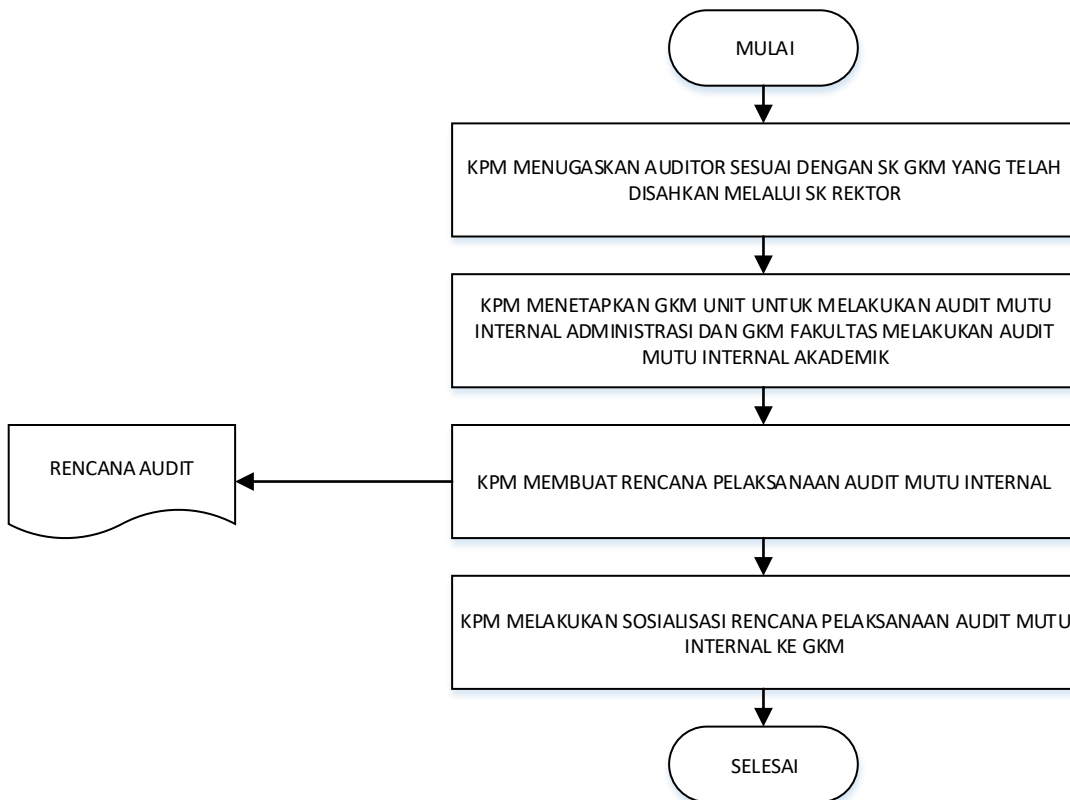 MULAI
KPM MENUGASKAN AUDITOR SESUAI DENGAN SK GKM YANG TELAH
DISAHKAN MELALUI SK REKTOR
KPM MENETAPKAN GKM UNIT UNTUK MELAKUKAN AUDIT MUTU
INTERNAL ADMINISTRASI DAN GKM FAKULTAS MELAKUKAN AUDIT
MUTU INTERNAL AKADEMIK
RENCANA AUDIT
KPM MEMBUAT RENCANA PELAKSANAAN AUDIT MUTU INTERNAL
KPM MELAKUKAN SOSIALISASI RENCANA PELAKSANAAN AUDIT MUTU
INTERNAL KE GKM
SELESAI